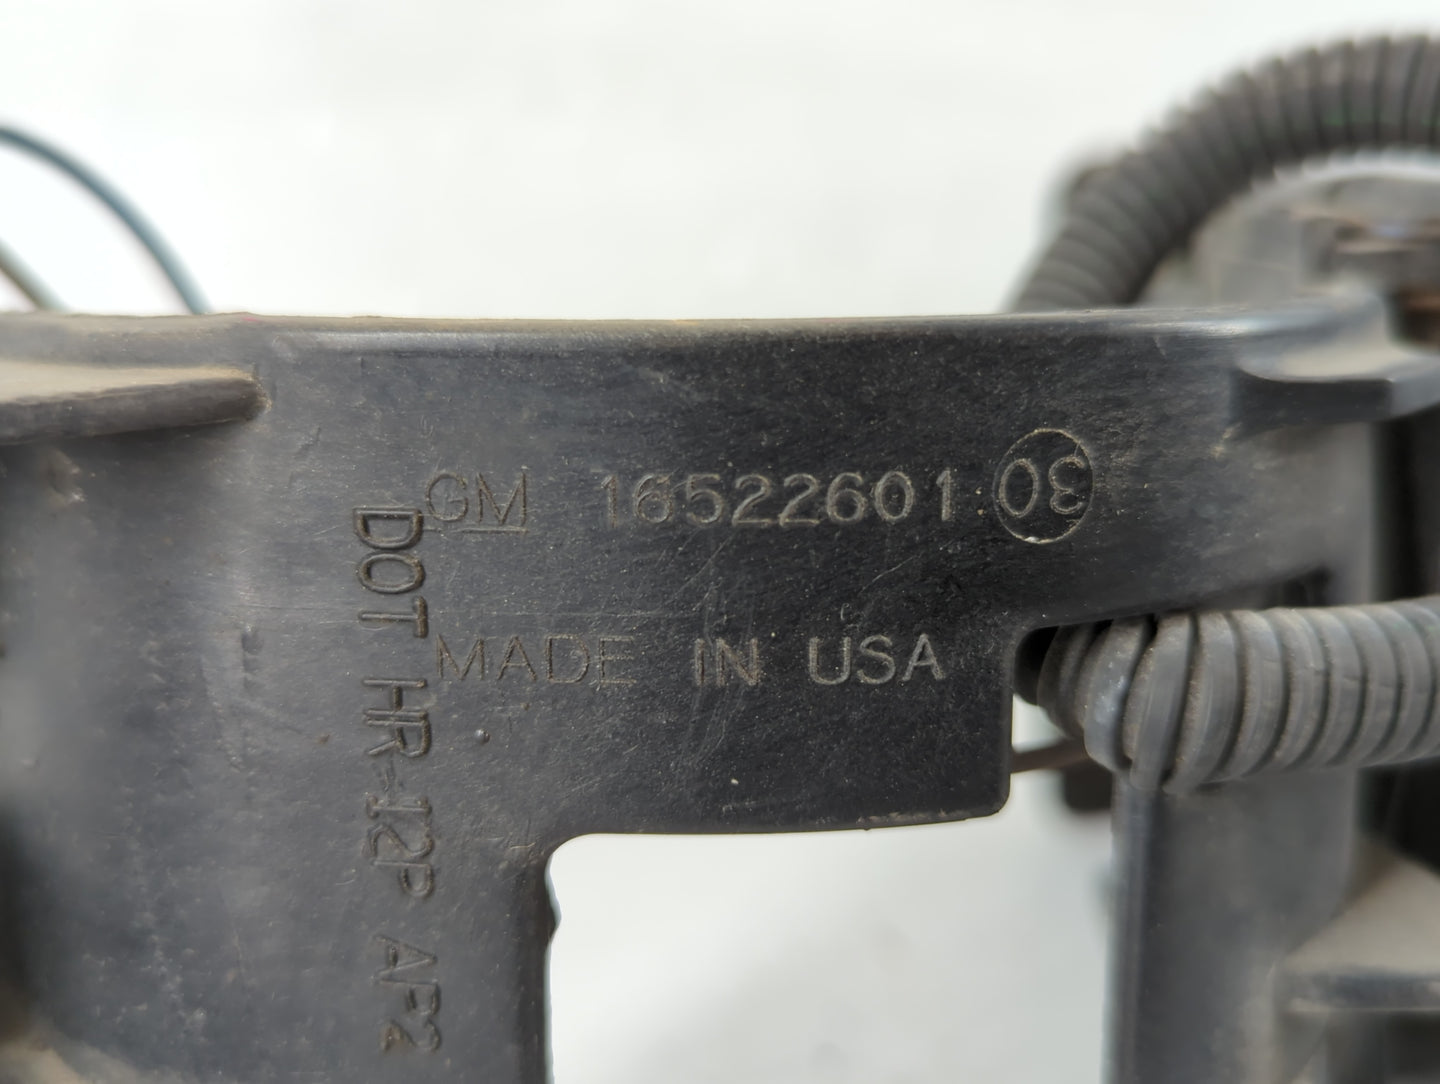 GM 16522601 30
MADE IN USA
DOT HR-12P AP2